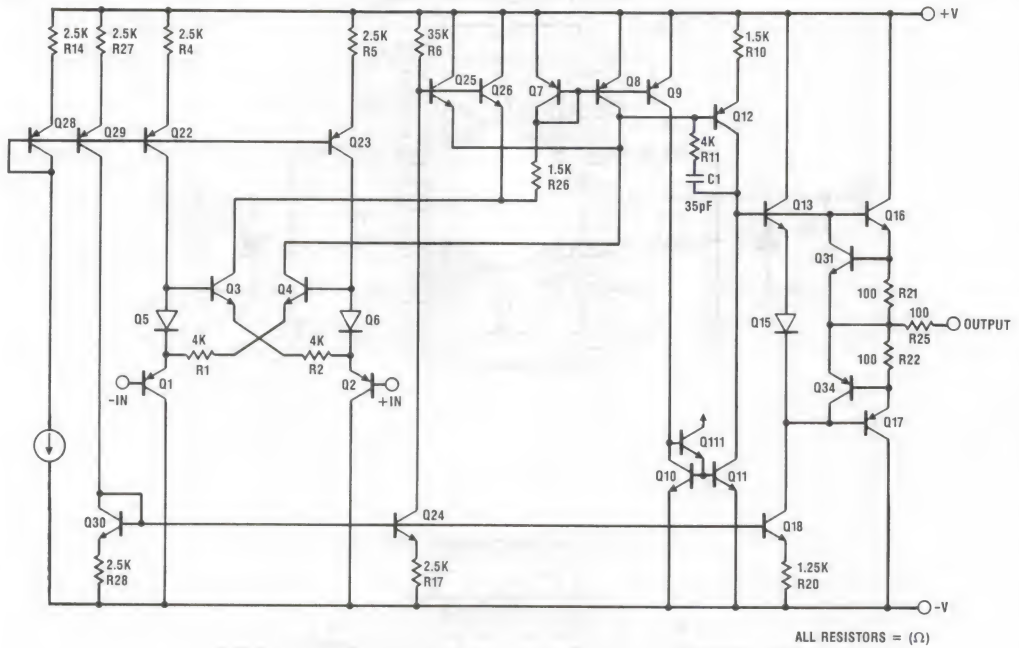 +V
2.5K
R14
2.5K
R27
2.5K
R4
2.5K
R5
35K
R6
1.5K
R10
Q25
Q26
Q7
Q8
Q9
Q12
Q28
Q29
Q22
Q23
4K
R11
C1
35pF
1.5K
R26
Q13
Q16
Q31
100
R21
Q3
Q4
Q5
Q6
Q15
100
R25
OUTPUT
4K
R1
4K
R2
100
R22
Q1
-IN
Q2
+IN
Q34
Q17
Q111
Q10
Q11
Q30
Q24
Q18
2.5K
R28
2.5K
R17
1.25K
R20
-V
ALL RESISTORS = (Ω)